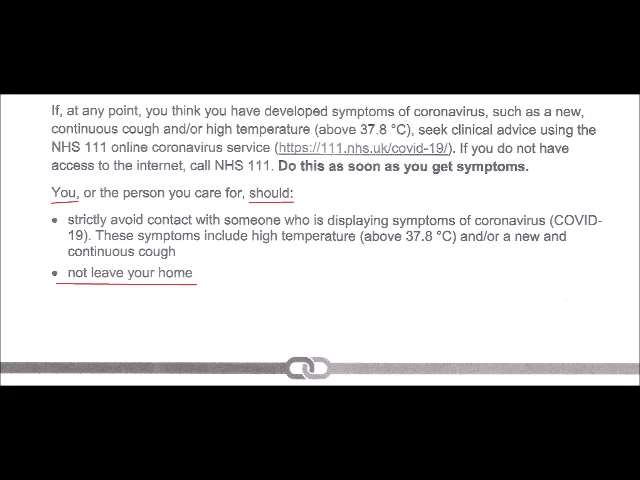 If, at any point, you think you have developed symptoms of coronavirus, such as a new,
continuous cough and/or high temperature (above 37.8 °C), seek clinical advice using the
NHS 111 online coronavirus service (https://111.nhs.uk/covid-19/). If you do not have
access to the internet, call NHS 111. Do this as soon as you get symptoms.
You, or the person you care for, should:
• strictly avoid contact with someone who is displaying symptoms of coronavirus (COVID-
19). These symptoms include high temperature (above 37.8 °C) and/or a new and
continuous cough
• not leave your home